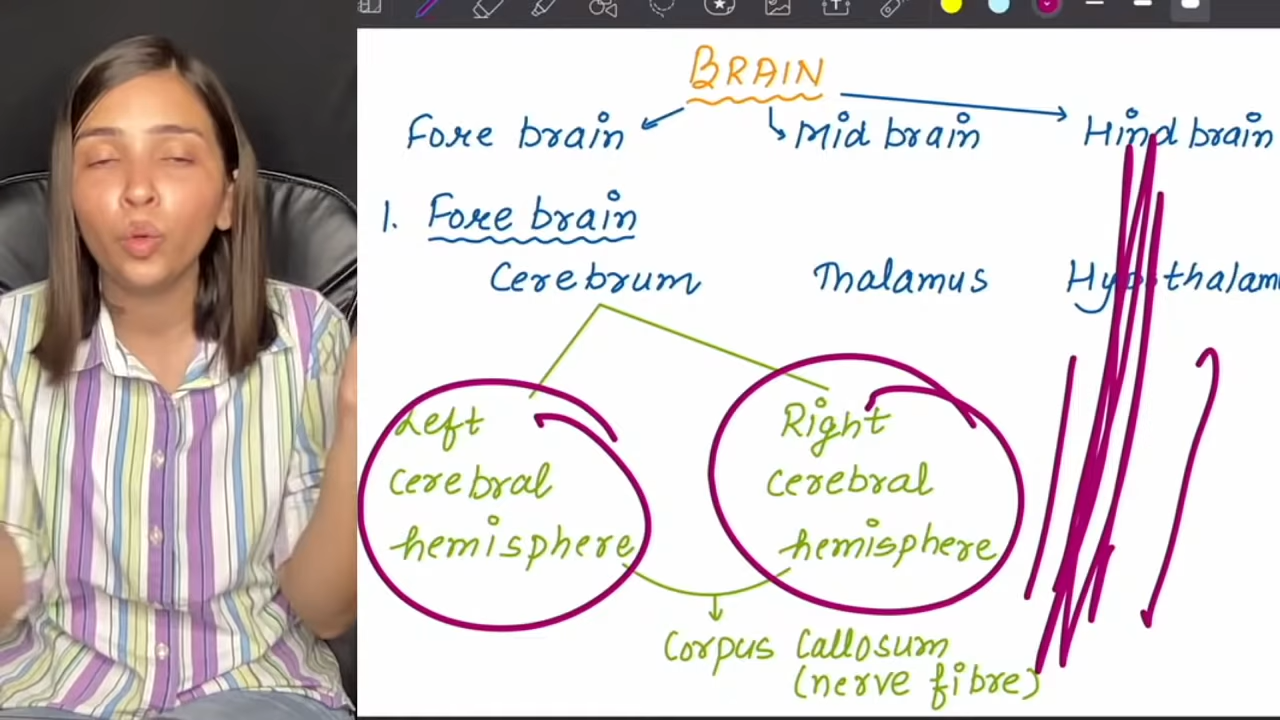 BRAIN
Fore brain Mid brain Hind brain
1. Fore brain
Cerebrum Thalamus
Left Right
cerebral cerebral
hemisphere hemisphere
Corpus Callosum
(nerve fibre)